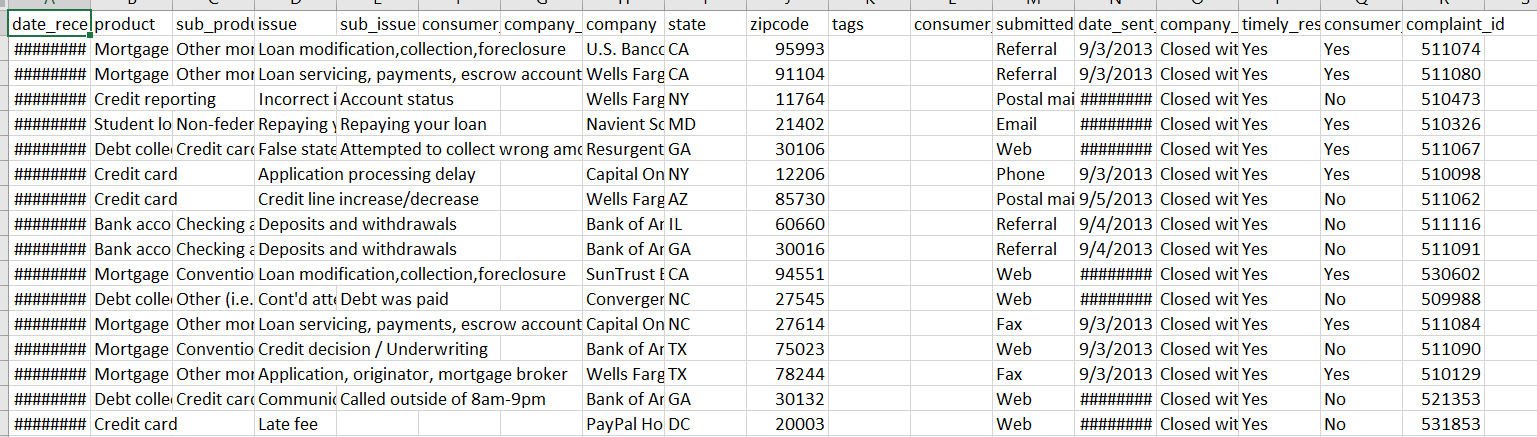 date_rece product sub_produ issue sub_issue consumer_ company_ company state zipcode tags consumer_ submitted date_sent_ company_ timely_res consumer_ complaint_id
######## Mortgage Other mor Loan modification,collection,foreclosure U.S. Banco CA 95993 Referral 9/3/2013 Closed wit Yes Yes 511074
######## Mortgage Other mor Loan servicing, payments, escrow account Wells Farg CA 91104 Referral 9/3/2013 Closed wit Yes Yes 511080
######## Credit reporting Incorrect i Account status Wells Farg NY 11764 Postal mai ######## Closed wit Yes No 510473
######## Student lo Non-feder Repaying y Repaying your loan Navient So MD 21402 Email ######## Closed wit Yes Yes 510326
######## Debt colle Credit card False state Attempted to collect wrong amo Resurgent GA 30106 Web ######## Closed wit Yes Yes 511067
######## Credit card Application processing delay Capital On NY 12206 Phone 9/3/2013 Closed wit Yes Yes 510098
######## Credit card Credit line increase/decrease Wells Farg AZ 85730 Postal mai 9/5/2013 Closed wit Yes No 511062
######## Bank acco Checking a Deposits and withdrawals Bank of Am IL 60660 Referral 9/4/2013 Closed wit Yes No 511116
######## Bank acco Checking a Deposits and withdrawals Bank of Am GA 30016 Referral 9/4/2013 Closed wit Yes No 511091
######## Mortgage Conventio Loan modification,collection,foreclosure SunTrust B CA 94551 Web ######## Closed wit Yes Yes 530602
######## Debt colle Other (i.e. Cont'd atte Debt was paid Converger NC 27545 Web ######## Closed wit Yes No 509988
######## Mortgage Other mor Loan servicing, payments, escrow account Capital On NC 27614 Fax 9/3/2013 Closed wit Yes Yes 511084
######## Mortgage Conventio Credit decision / Underwriting Bank of Am TX 75023 Web 9/3/2013 Closed wit Yes No 511090
######## Mortgage Other mor Application, originator, mortgage broker Wells Farg TX 78244 Fax 9/3/2013 Closed wit Yes Yes 510129
######## Debt colle Credit card Communic Called outside of 8am-9pm Bank of Am GA 30132 Web ######## Closed wit Yes No 521353
######## Credit card Late fee PayPal Ho DC 20003 Web ######## Closed wit Yes No 531853